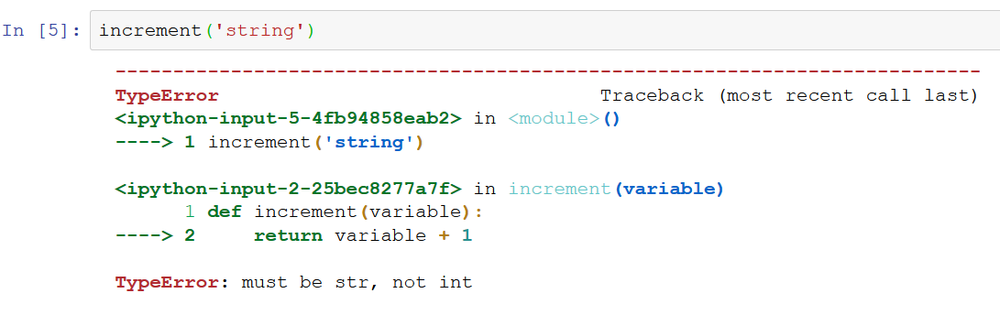 In [5]: increment('string')
---------------------------------------------------------------------------
TypeError                                 Traceback (most recent call last)
<ipython-input-5-4fb94858eab2> in <module>()
----> 1 increment('string')
<ipython-input-2-25bec8277a7f> in increment(variable)
      1 def increment(variable):
----> 2     return variable + 1
TypeError: must be str, not int